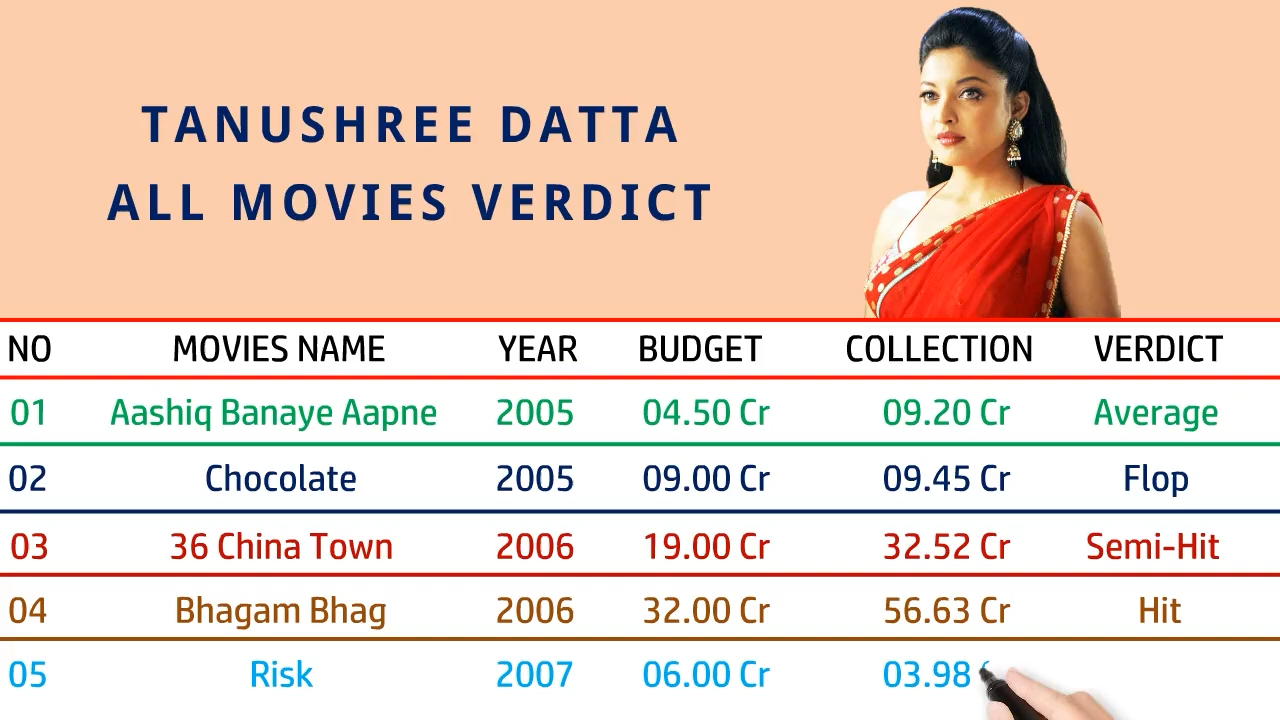 TANUSHREE DATTA
ALL MOVIES VERDICT
NO MOVIES NAME YEAR BUDGET COLLECTION VERDICT
01 Aashiq Banaye Aapne 2005 04.50 Cr 09.20 Cr Average
02 Chocolate 2005 09.00 Cr 09.45 Cr Flop
03 36 China Town 2006 19.00 Cr 32.52 Cr Semi-Hit
04 Bhagam Bhag 2006 32.00 Cr 56.63 Cr Hit
05 Risk 2007 06.00 Cr 03.98